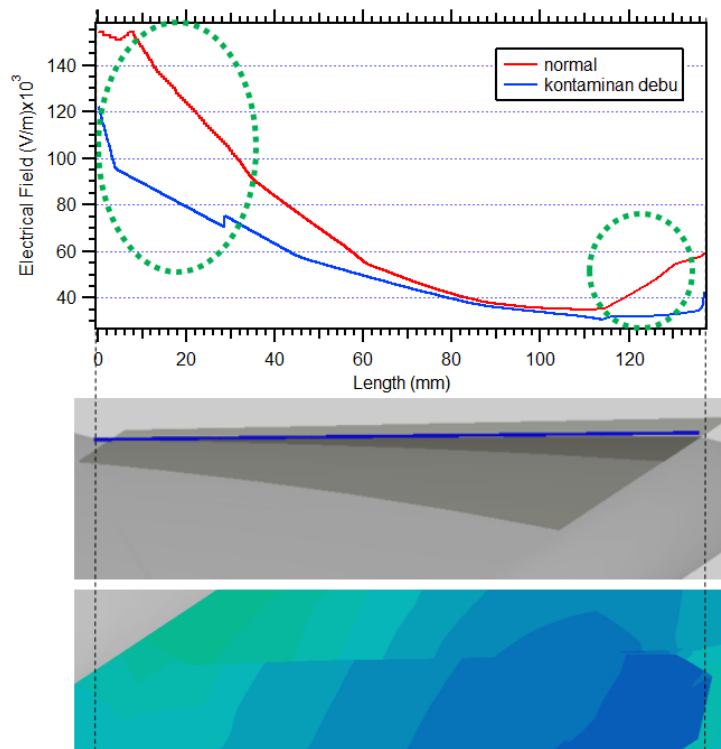 140
120
100
80
60
40
Electrical Field (V/m)x10³
normal
kontaminan debu
0 20 40 60 80 100 120
Length (mm)